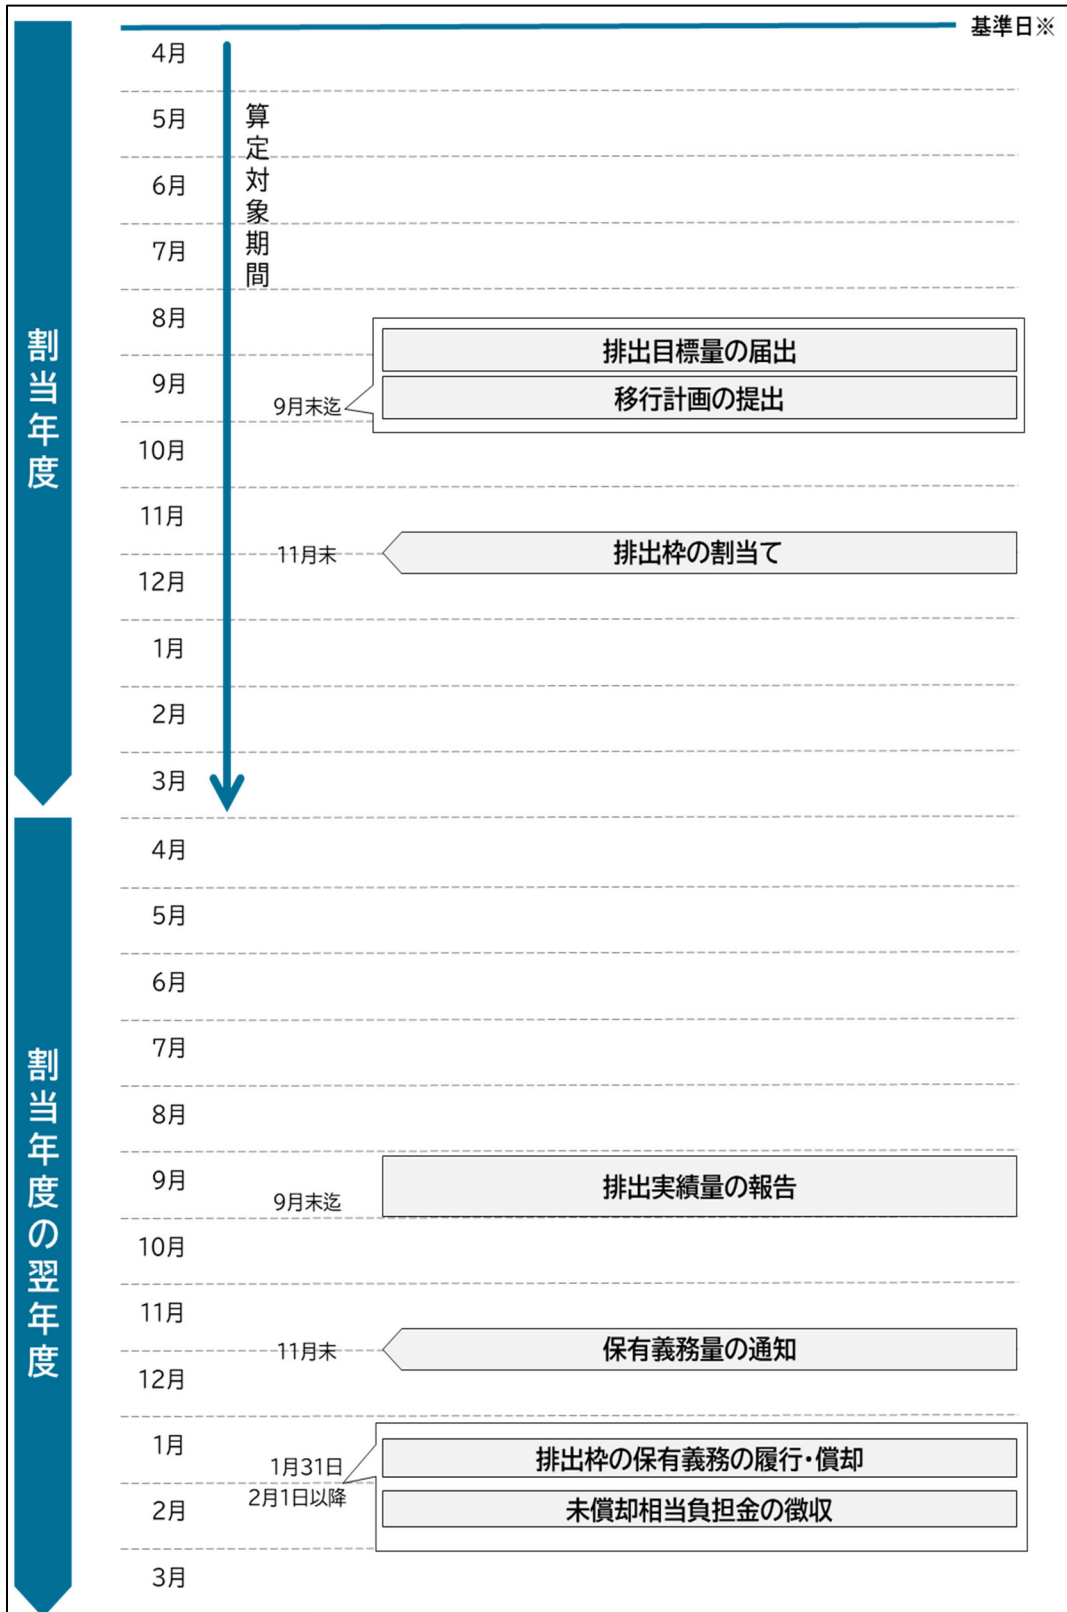 基準日※
割当年度
4月
算定対象期間
5月
6月
7月
8月
排出目標量の届出
9月
9月末迄
移行計画の提出
10月
11月
11月末
排出枠の割当て
12月
1月
2月
3月
割当年度の翌年度
4月
5月
6月
7月
8月
9月
9月末迄
排出実績量の報告
10月
11月
11月末
保有義務量の通知
12月
1月
1月31日
排出枠の保有義務の履行・償却
2月1日以降
2月
未償却相当負担金の徴収
3月